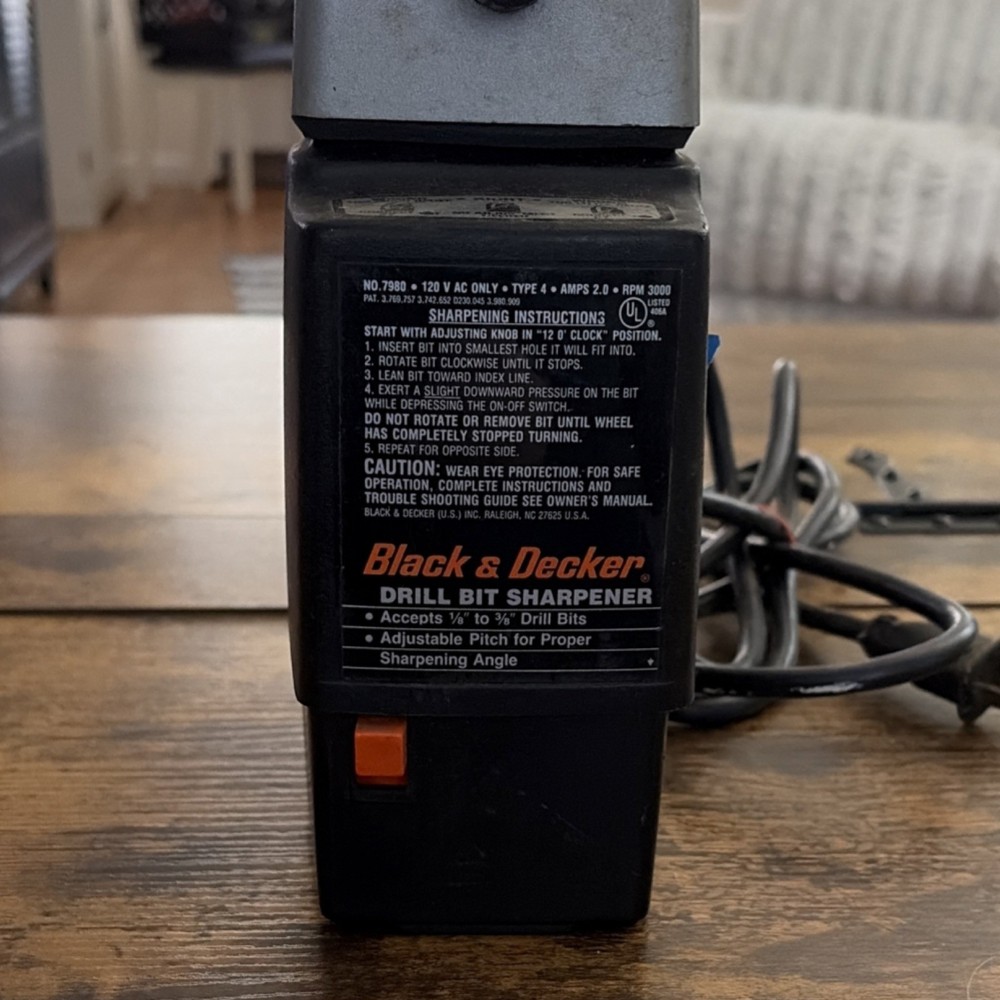 NO.7980 • 120 V AC ONLY • TYPE 4 • AMPS 2.0 • RPM 3000
PAT. 3.769,757 3.742,652 D230.045 3.980.909
UL LISTED
406A
®
SHARPENING INSTRUCTION3
START WITH ADJUSTING KNOB IN "12 O' CLOCK" POSITION.
1. INSERT BIT INTO SMALLEST HOLE IT WILL FIT INTO.
2. ROTATE BIT CLOCKWISE UNTIL IT STOPS.
3. LEAN BIT TOWARD INDEX LINE.
4. EXERT A SLIGHT DOWNWARD PRESSURE ON THE BIT
WHILE DEPRESSING THE ON-OFF SWITCH.
DO NOT ROTATE OR REMOVE BIT UNTIL WHEEL
HAS COMPLETELY STOPPED TURNING.
5. REPEAT FOR OPPOSITE SIDE.
CAUTION: WEAR EYE PROTECTION. FOR SAFE
OPERATION, COMPLETE INSTRUCTIONS AND
TROUBLE SHOOTING GUIDE SEE OWNER'S MANUAL.
BLACK & DECKER (U.S.) INC. RALEIGH, NC 27625 U.S.A.
Black & Decker®
DRILL BIT SHARPENER
• Accepts ⅛" to ⅜" Drill Bits
• Adjustable Pitch for Proper
Sharpening Angle